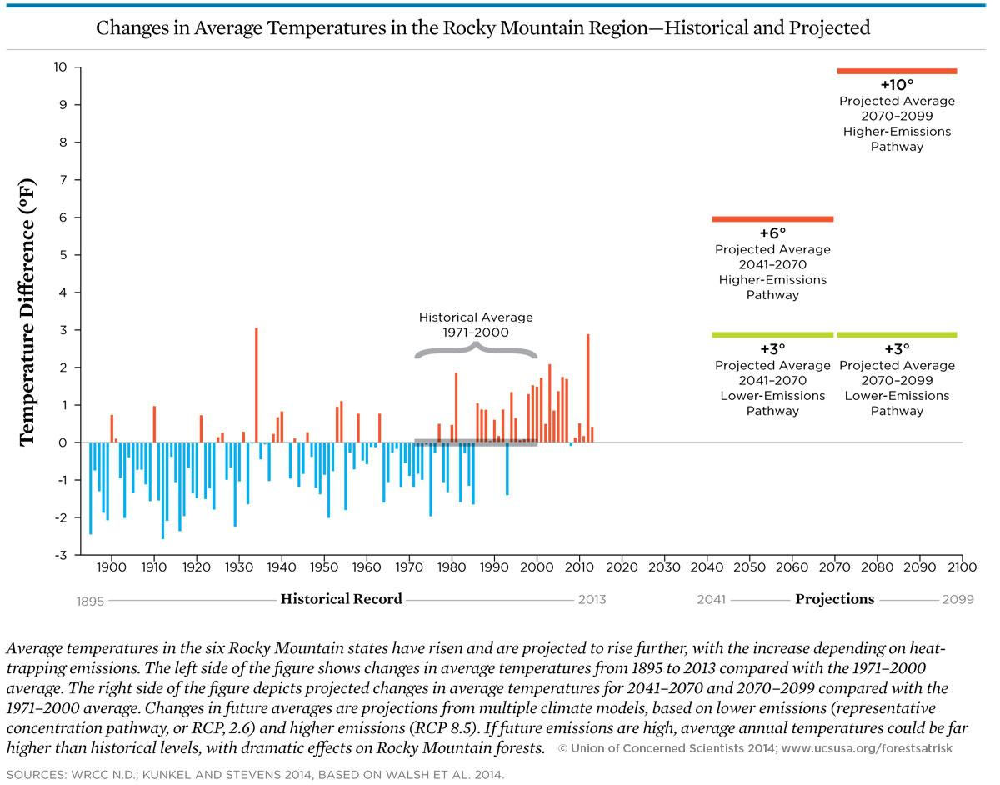 Changes in Average Temperatures in the Rocky Mountain Region—Historical and Projected
Temperature Difference (°F)
10
9
8
7
6
5
4
3
2
1
0
-1
-2
-3
+10°
Projected Average
2070–2099
Higher-Emissions
Pathway
+6°
Projected Average
2041–2070
Higher-Emissions
Pathway
Historical Average
1971–2000
+3°
Projected Average
2041–2070
Lower-Emissions
Pathway
+3°
Projected Average
2070–2099
Lower-Emissions
Pathway
1900 1910 1920 1930 1940 1950 1960 1970 1980 1990 2000 2010 2020 2030 2040 2050 2060 2070 2080 2090 2100
1895 Historical Record 2013 2041 Projections 2099
Average temperatures in the six Rocky Mountain states have risen and are projected to rise further, with the increase depending on heat-
trapping emissions. The left side of the figure shows changes in average temperatures from 1895 to 2013 compared with the 1971–2000
average. The right side of the figure depicts projected changes in average temperatures for 2041–2070 and 2070–2099 compared with the
1971–2000 average. Changes in future averages are projections from multiple climate models, based on lower emissions (representative
concentration pathway, or RCP, 2.6) and higher emissions (RCP 8.5). If future emissions are high, average annual temperatures could be far
higher than historical levels, with dramatic effects on Rocky Mountain forests. © Union of Concerned Scientists 2014; www.ucsusa.org/forestsatrisk
SOURCES: WRCC N.D.; KUNKEL AND STEVENS 2014, BASED ON WALSH ET AL. 2014.